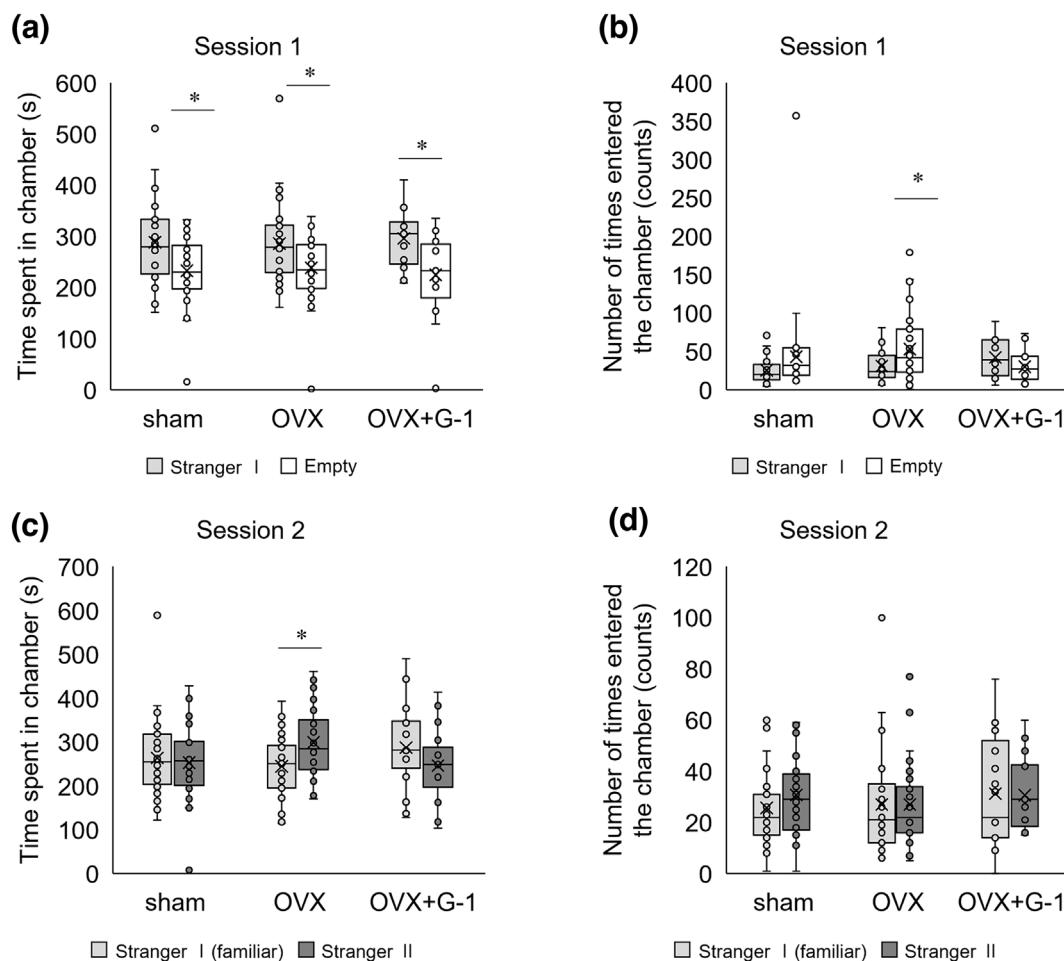 (a)
Session 1
Time spent in chamber (s)
600
500
400
300
200
100
0
*
*
*
sham
OVX
OVX+G-1
Stranger Ⅰ
Empty
(b)
Session 1
Number of times entered
the chamber (counts)
400
350
300
250
200
150
100
50
0
*
sham
OVX
OVX+G-1
Stranger Ⅰ
Empty
(c)
Session 2
Time spent in chamber (s)
700
600
500
400
300
200
100
0
*
sham
OVX
OVX+G-1
Stranger Ⅰ (familiar)
Stranger Ⅱ
(d)
Session 2
Number of times entered
the chamber (counts)
120
100
80
60
40
20
0
sham
OVX
OVX+G-1
Stranger Ⅰ (familiar)
Stranger Ⅱ